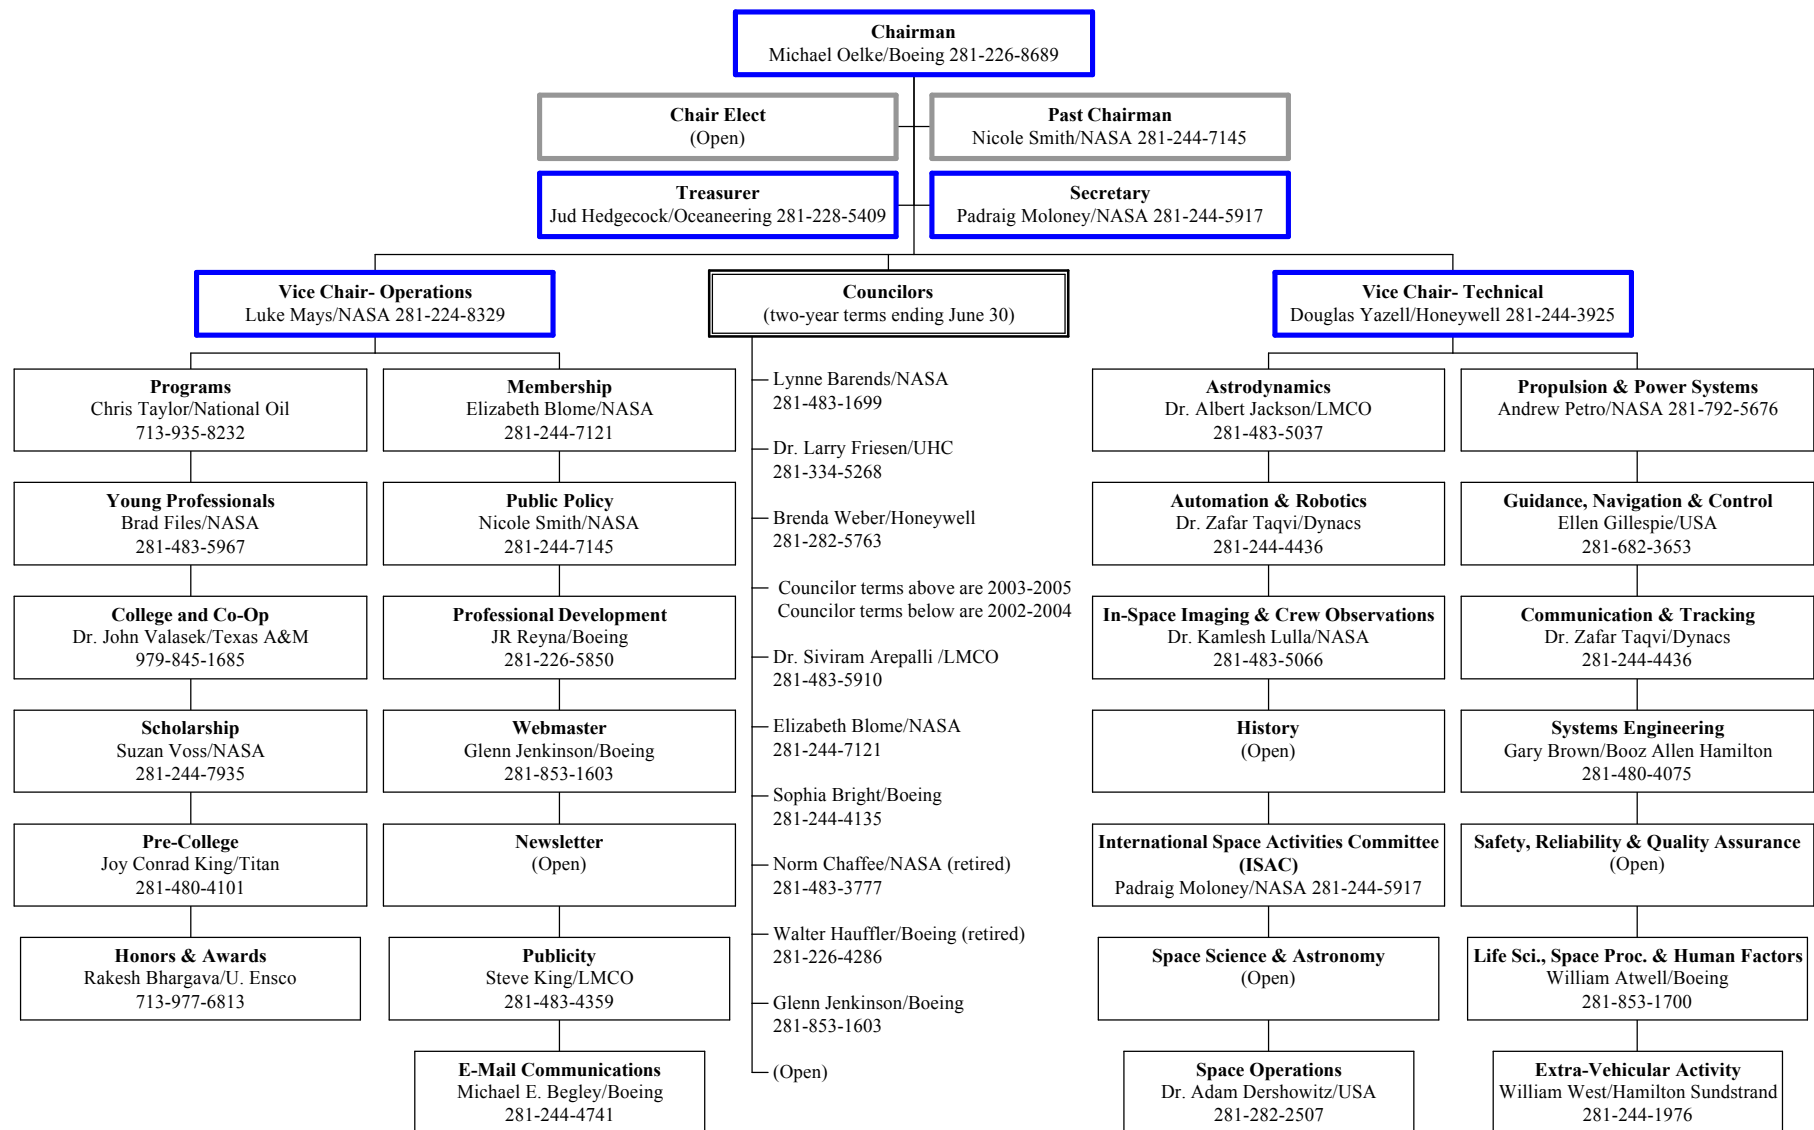 Chairman
Michael Oelke/Boeing 281-226-8689
Chair Elect
(Open)
Past Chairman
Nicole Smith/NASA 281-244-7145
Treasurer
Jud Hedgecock/Oceaneering 281-228-5409
Secretary
Padraig Moloney/NASA 281-244-5917
Vice Chair- Operations
Luke Mays/NASA 281-224-8329
Councilors
(two-year terms ending June 30)
Vice Chair- Technical
Douglas Yazell/Honeywell 281-244-3925
Programs
Chris Taylor/National Oil
713-935-8232
Young Professionals
Brad Files/NASA
281-483-5967
College and Co-Op
Dr. John Valasek/Texas A&M
979-845-1685
Scholarship
Suzan Voss/NASA
281-244-7935
Pre-College
Joy Conrad King/Titan
281-480-4101
Honors & Awards
Rakesh Bhargava/U. Ensco
713-977-6813
Membership
Elizabeth Blome/NASA
281-244-7121
Public Policy
Nicole Smith/NASA
281-244-7145
Professional Development
JR Reyna/Boeing
281-226-5850
Webmaster
Glenn Jenkinson/Boeing
281-853-1603
Newsletter
(Open)
Publicity
Steve King/LMCO
281-483-4359
E-Mail Communications
Michael E. Begley/Boeing
281-244-4741
Lynne Barends/NASA
281-483-1699
Dr. Larry Friesen/UHC
281-334-5268
Brenda Weber/Honeywell
281-282-5763
Councilor terms above are 2003-2005
Councilor terms below are 2002-2004
Dr. Siviram Arepalli /LMCO
281-483-5910
Elizabeth Blome/NASA
281-244-7121
Sophia Bright/Boeing
281-244-4135
Norm Chaffee/NASA (retired)
281-483-3777
Walter Hauffler/Boeing (retired)
281-226-4286
Glenn Jenkinson/Boeing
281-853-1603
(Open)
Astrodynamics
Dr. Albert Jackson/LMCO
281-483-5037
Automation & Robotics
Dr. Zafar Taqvi/Dynacs
281-244-4436
In-Space Imaging & Crew Observations
Dr. Kamlesh Lulla/NASA
281-483-5066
History
(Open)
International Space Activities Committee
(ISAC)
Padraig Moloney/NASA 281-244-5917
Space Science & Astronomy
(Open)
Space Operations
Dr. Adam Dershowitz/USA
281-282-2507
Propulsion & Power Systems
Andrew Petro/NASA 281-792-5676
Guidance, Navigation & Control
Ellen Gillespie/USA
281-682-3653
Communication & Tracking
Dr. Zafar Taqvi/Dynacs
281-244-4436
Systems Engineering
Gary Brown/Booz Allen Hamilton
281-480-4075
Safety, Reliability & Quality Assurance
(Open)
Life Sci., Space Proc. & Human Factors
William Atwell/Boeing
281-853-1700
Extra-Vehicular Activity
William West/Hamilton Sundstrand
281-244-1976